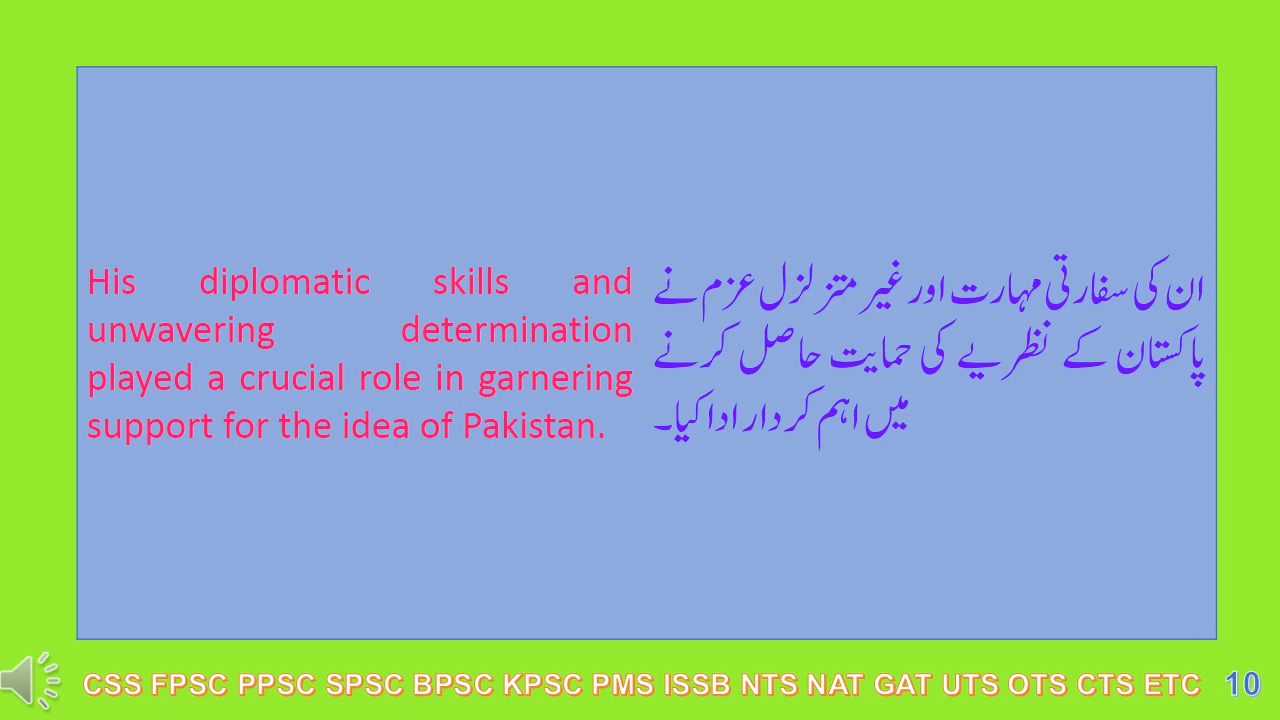 His diplomatic skills and
unwavering determination
played a crucial role in garnering
support for the idea of Pakistan.
ان کی سفارتی مہارت اور غیر متزلزل عزم نے
پاکستان کے نظریے کی حمایت حاصل کرنے
میں اہم کردار ادا کیا۔
CSS FPSC PPSC SPSC BPSC KPSC PMS ISSB NTS NAT GAT UTS OTS CTS ETC 10